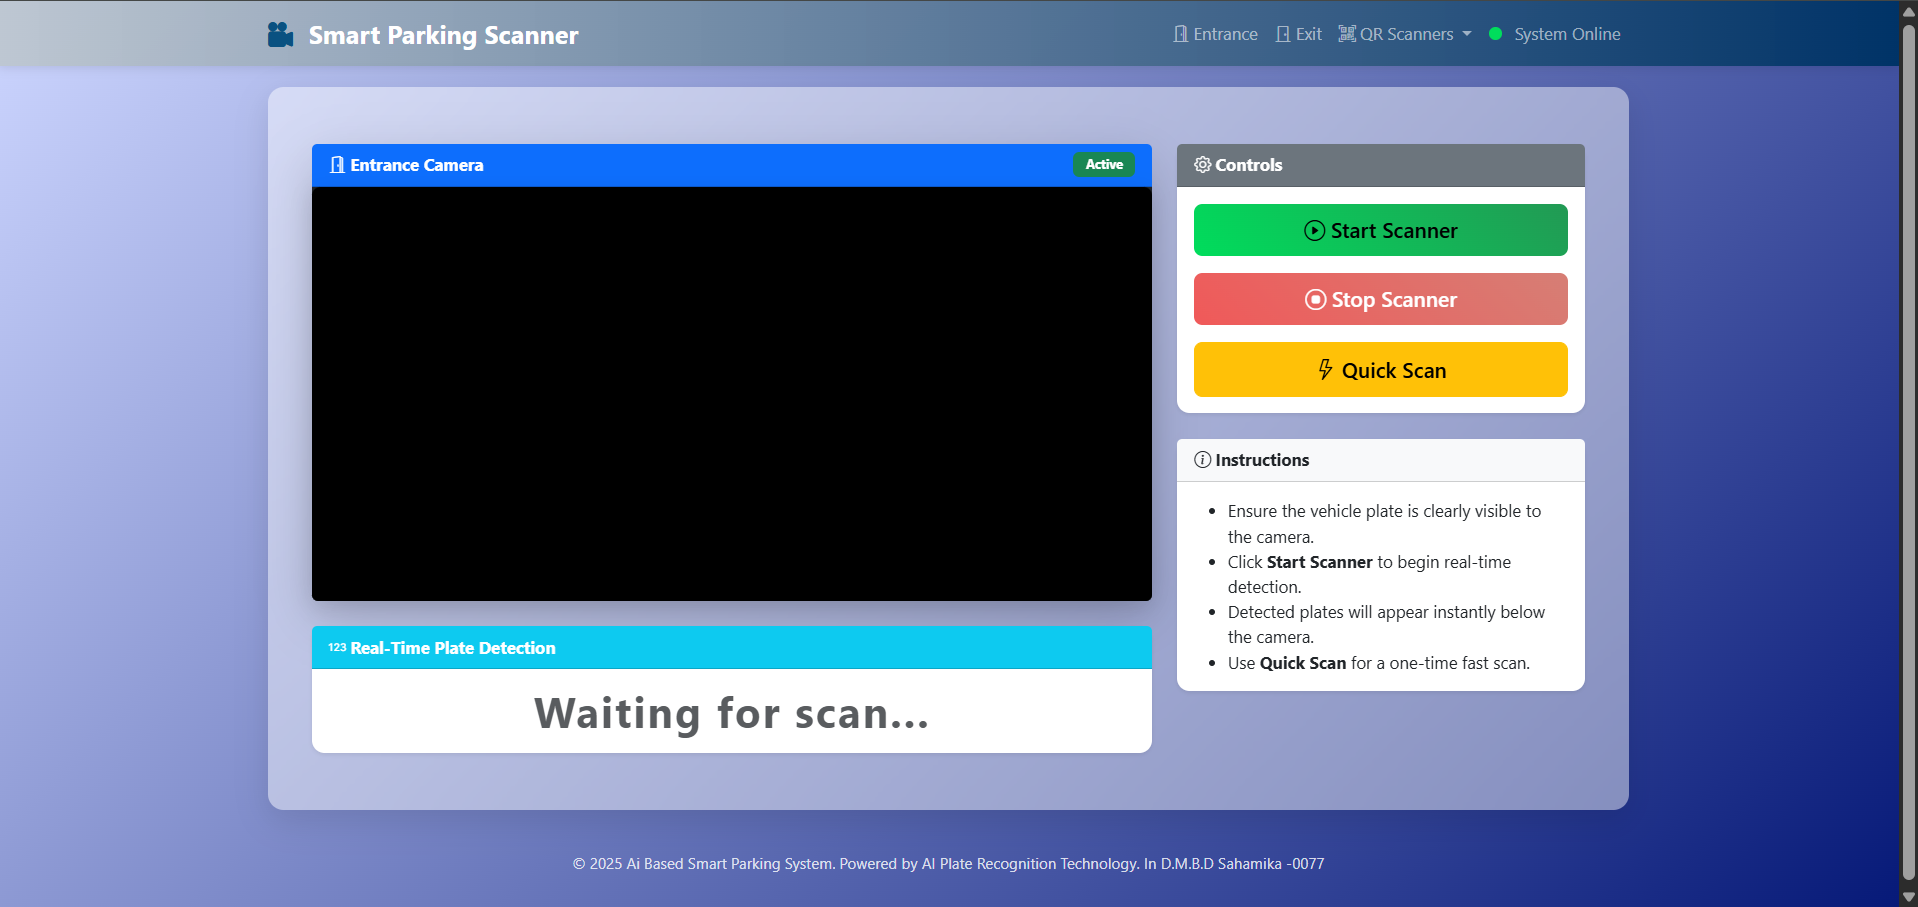 Smart Parking Scanner
Entrance
Exit
QR Scanners
System Online
Entrance Camera
Active
123 Real-Time Plate Detection
Waiting for scan...
Controls
Start Scanner
Stop Scanner
Quick Scan
Instructions
Ensure the vehicle plate is clearly visible to
the camera.
Click Start Scanner to begin real-time
detection.
Detected plates will appear instantly below
the camera.
Use Quick Scan for a one-time fast scan.
© 2025 Ai Based Smart Parking System. Powered by AI Plate Recognition Technology. In D.M.B.D Sahamika -0077